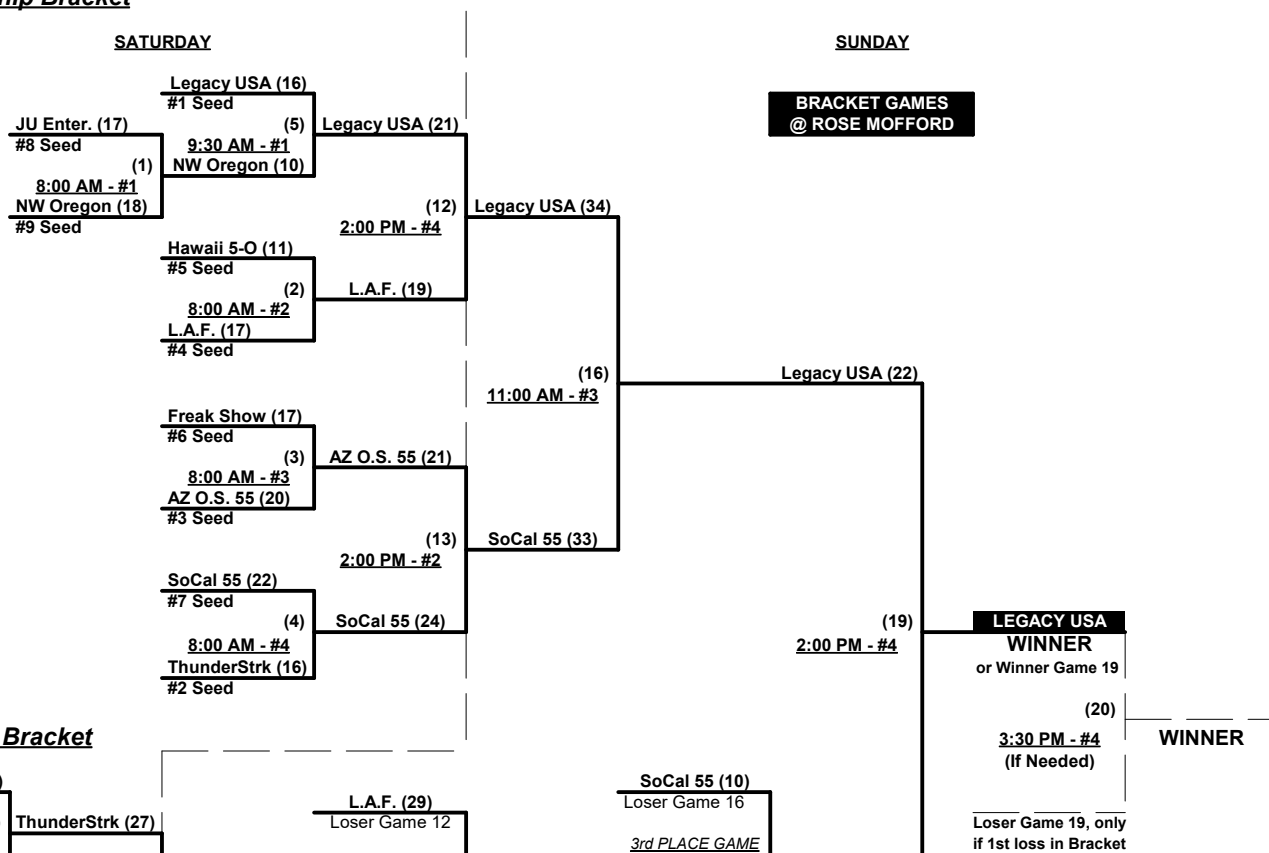 hip Bracket
SATURDAY
SUNDAY
Legacy USA (16)
#1 Seed
BRACKET GAMES
@ ROSE MOFFORD
JU Enter. (17)
#8 Seed
(5)
9:30 AM - #1
Legacy USA (21)
(1)
8:00 AM - #1
NW Oregon (10)
NW Oregon (18)
#9 Seed
(12)
2:00 PM - #4
Legacy USA (34)
Hawaii 5-O (11)
#5 Seed
(2)
8:00 AM - #2
L.A.F. (19)
L.A.F. (17)
#4 Seed
(16)
11:00 AM - #3
Legacy USA (22)
Freak Show (17)
#6 Seed
(3)
8:00 AM - #3
AZ O.S. 55 (21)
AZ O.S. 55 (20)
#3 Seed
(13)
2:00 PM - #2
SoCal 55 (33)
SoCal 55 (22)
#7 Seed
(4)
8:00 AM - #4
SoCal 55 (24)
ThunderStrk (16)
#2 Seed
(19)
2:00 PM - #4
LEGACY USA
WINNER
or Winner Game 19
(20)
3:30 PM - #4
(If Needed)
WINNER
Bracket
)
ThunderStrk (27)
L.A.F. (29)
Loser Game 12
SoCal 55 (10)
Loser Game 16
3rd PLACE GAME
Loser Game 19, only
if 1st loss in Bracket